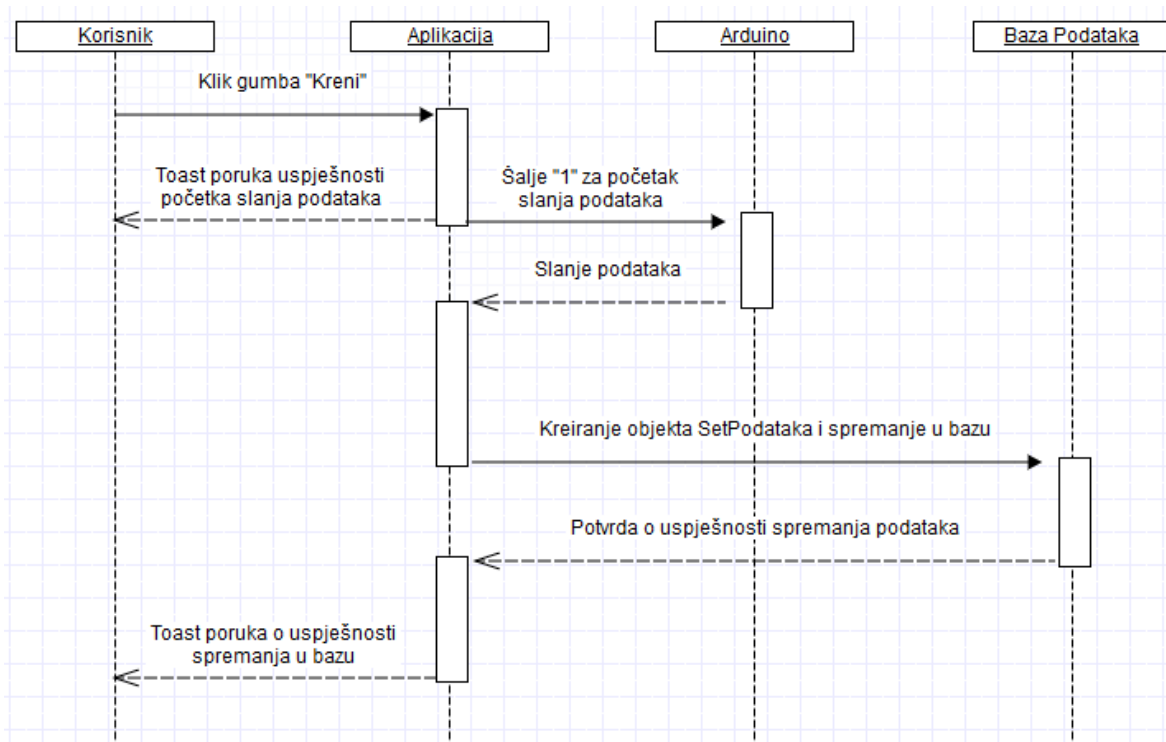 Korisnik
Aplikacija
Arduino
Baza Podataka
Klik gumba "Kreni"
Toast poruka uspješnosti
početka slanja podataka
Šalje "1" za početak
slanja podataka
Slanje podataka
Kreiranje objekta SetPodataka i spremanje u bazu
Potvrda o uspješnosti spremanja podataka
Toast poruka o uspješnosti
spremanja u bazu